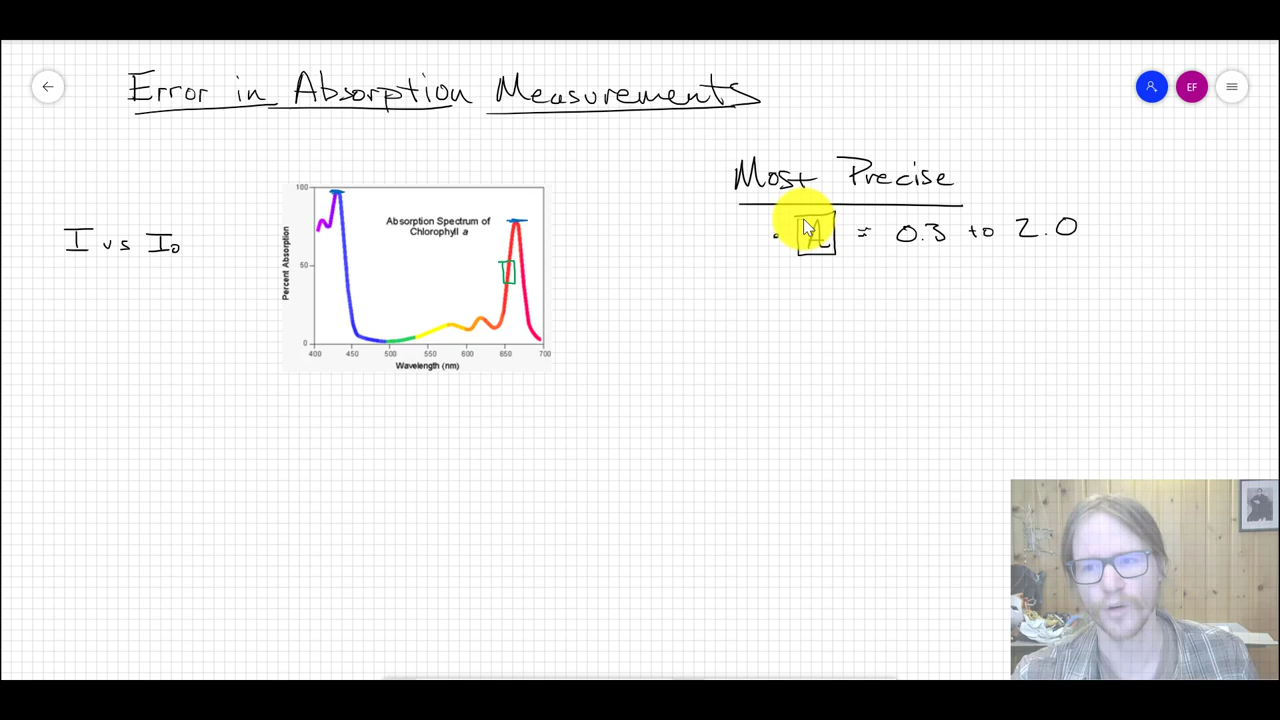 Error in Absorption Measurements
EF
Most Precise
I vs I₀
· A = 0.3 to 2.0
Absorption Spectrum of
Chlorophyll a
Percent Absorption
100
50
0
400 450 500 550 600 650 700
Wavelength (nm)